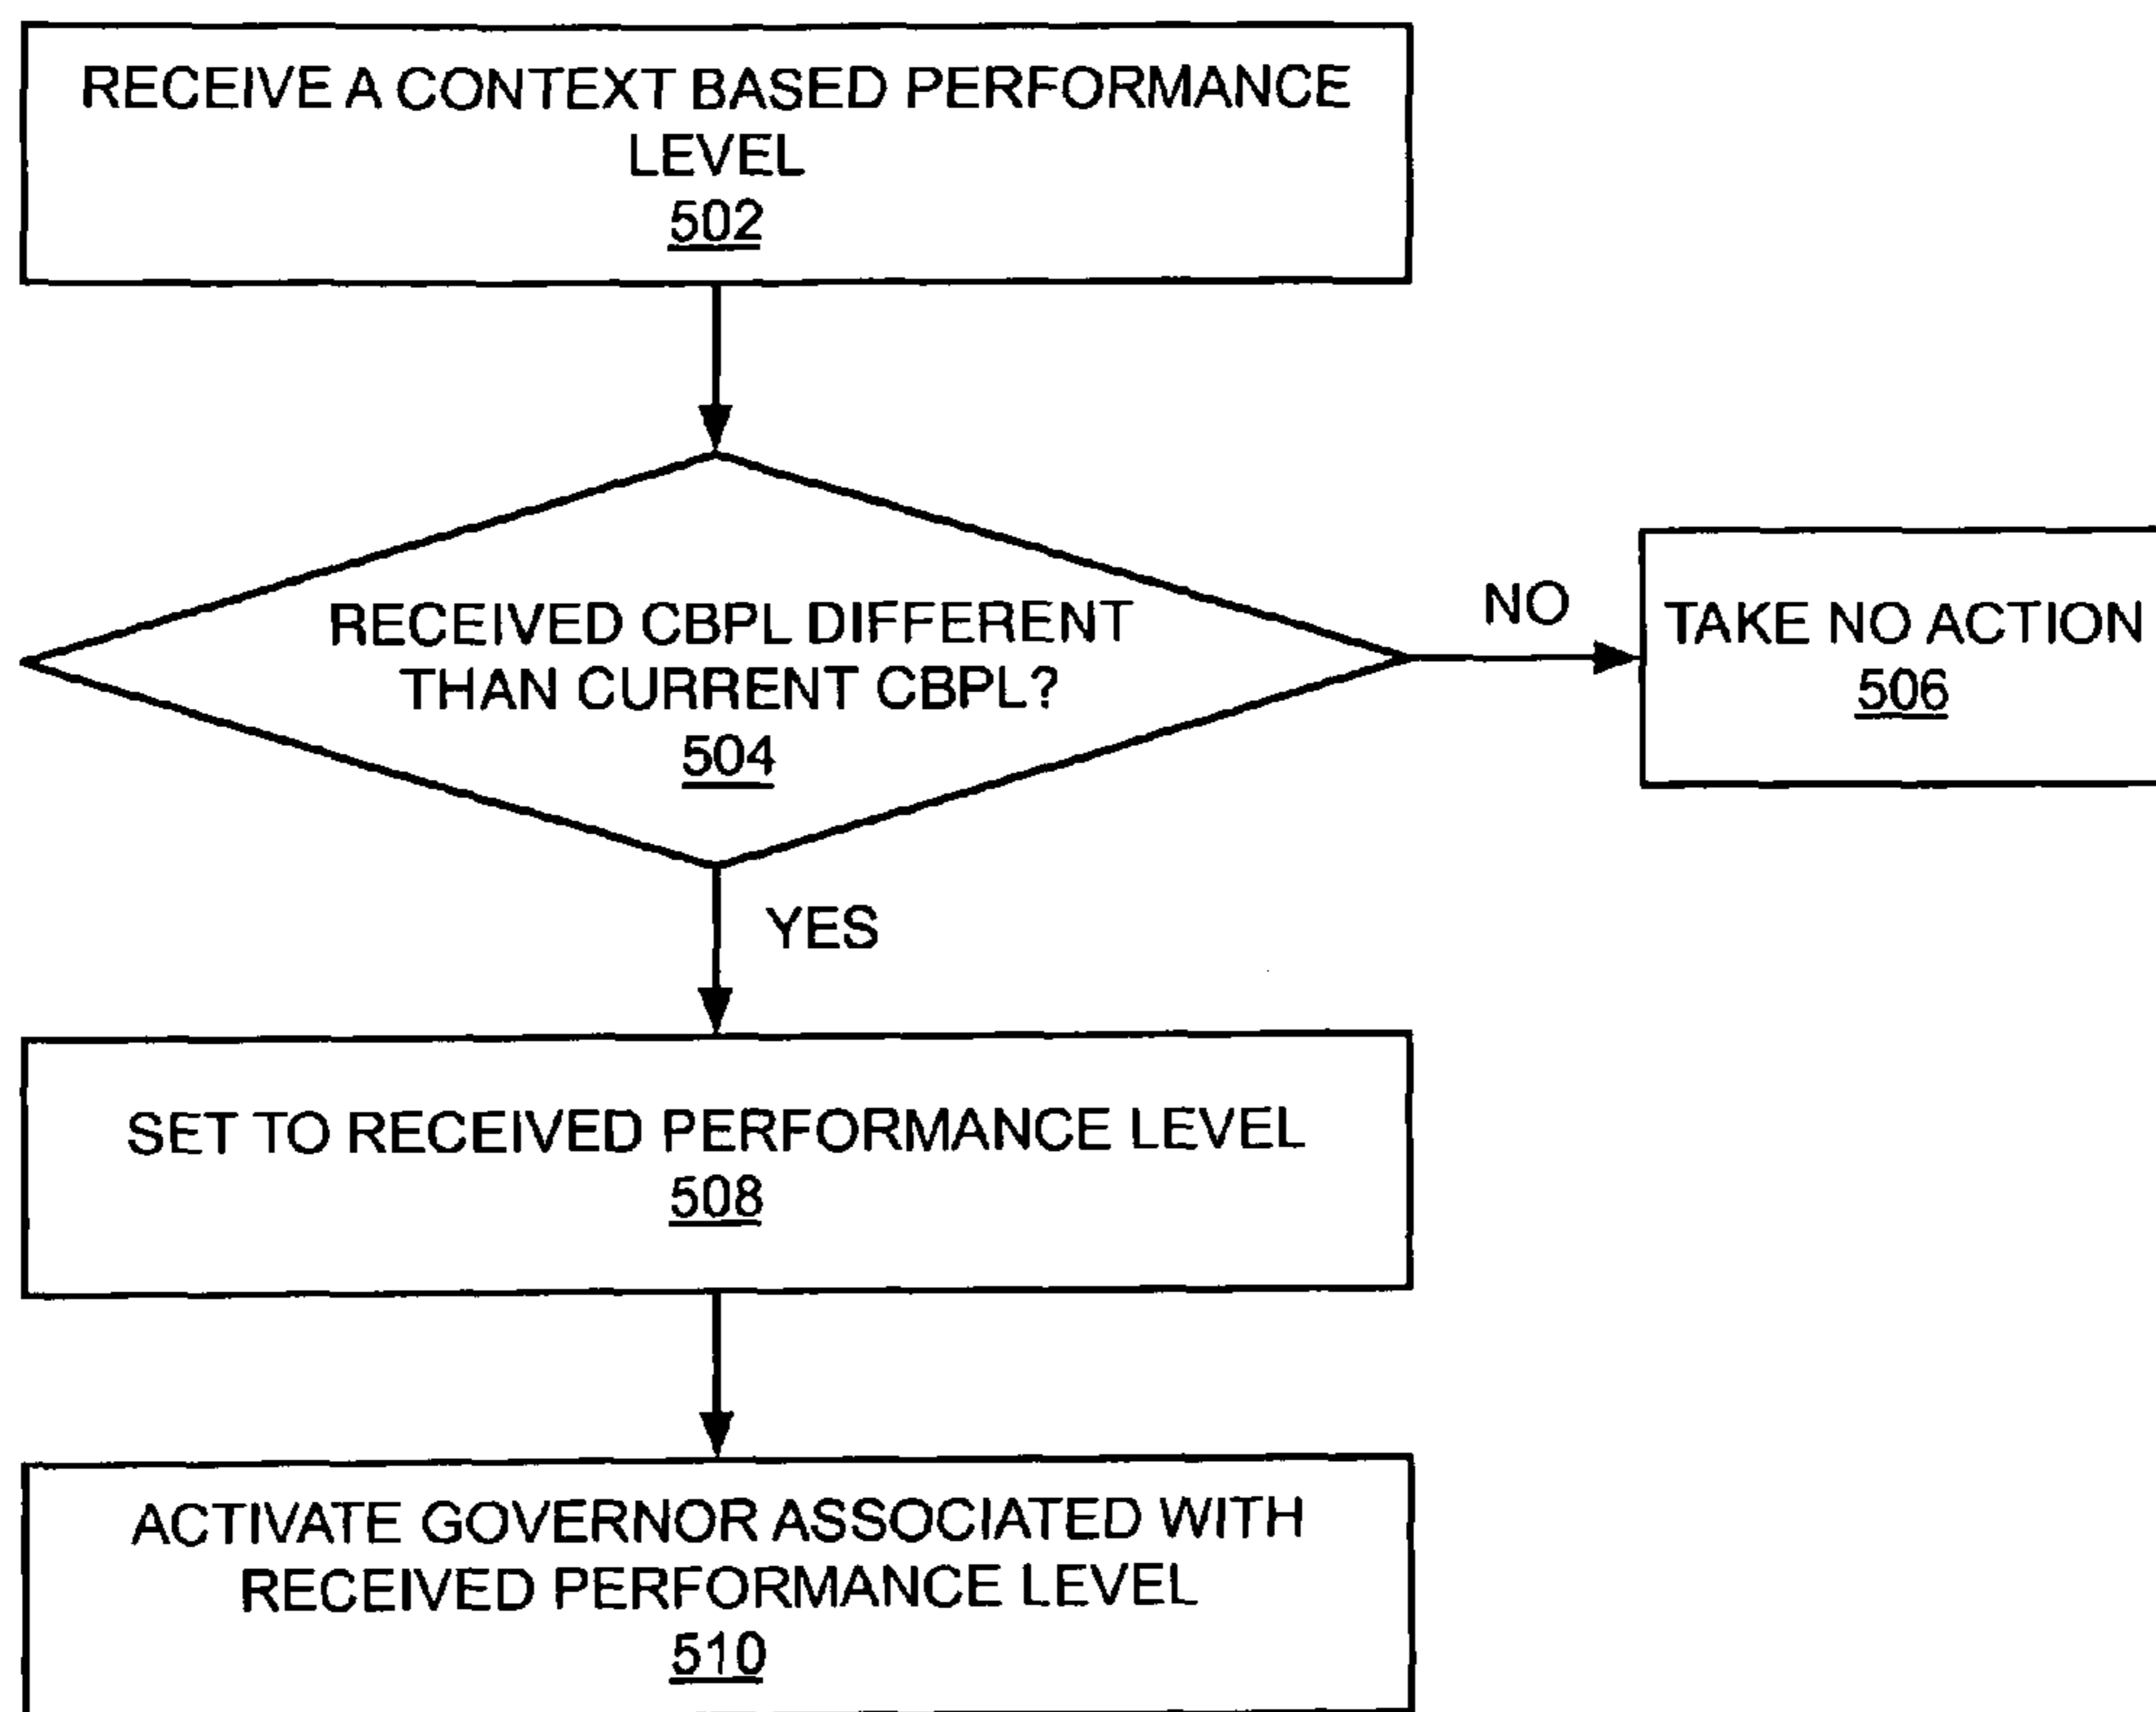 RECEIVE A CONTEXT BASED PERFORMANCE
LEVEL
502
RECEIVED CBPL DIFFERENT
THAN CURRENT CBPL?
504
NO
TAKE NO ACTION
506
YES
SET TO RECEIVED PERFORMANCE LEVEL
508
ACTIVATE GOVERNOR ASSOCIATED WITH
RECEIVED PERFORMANCE LEVEL
510